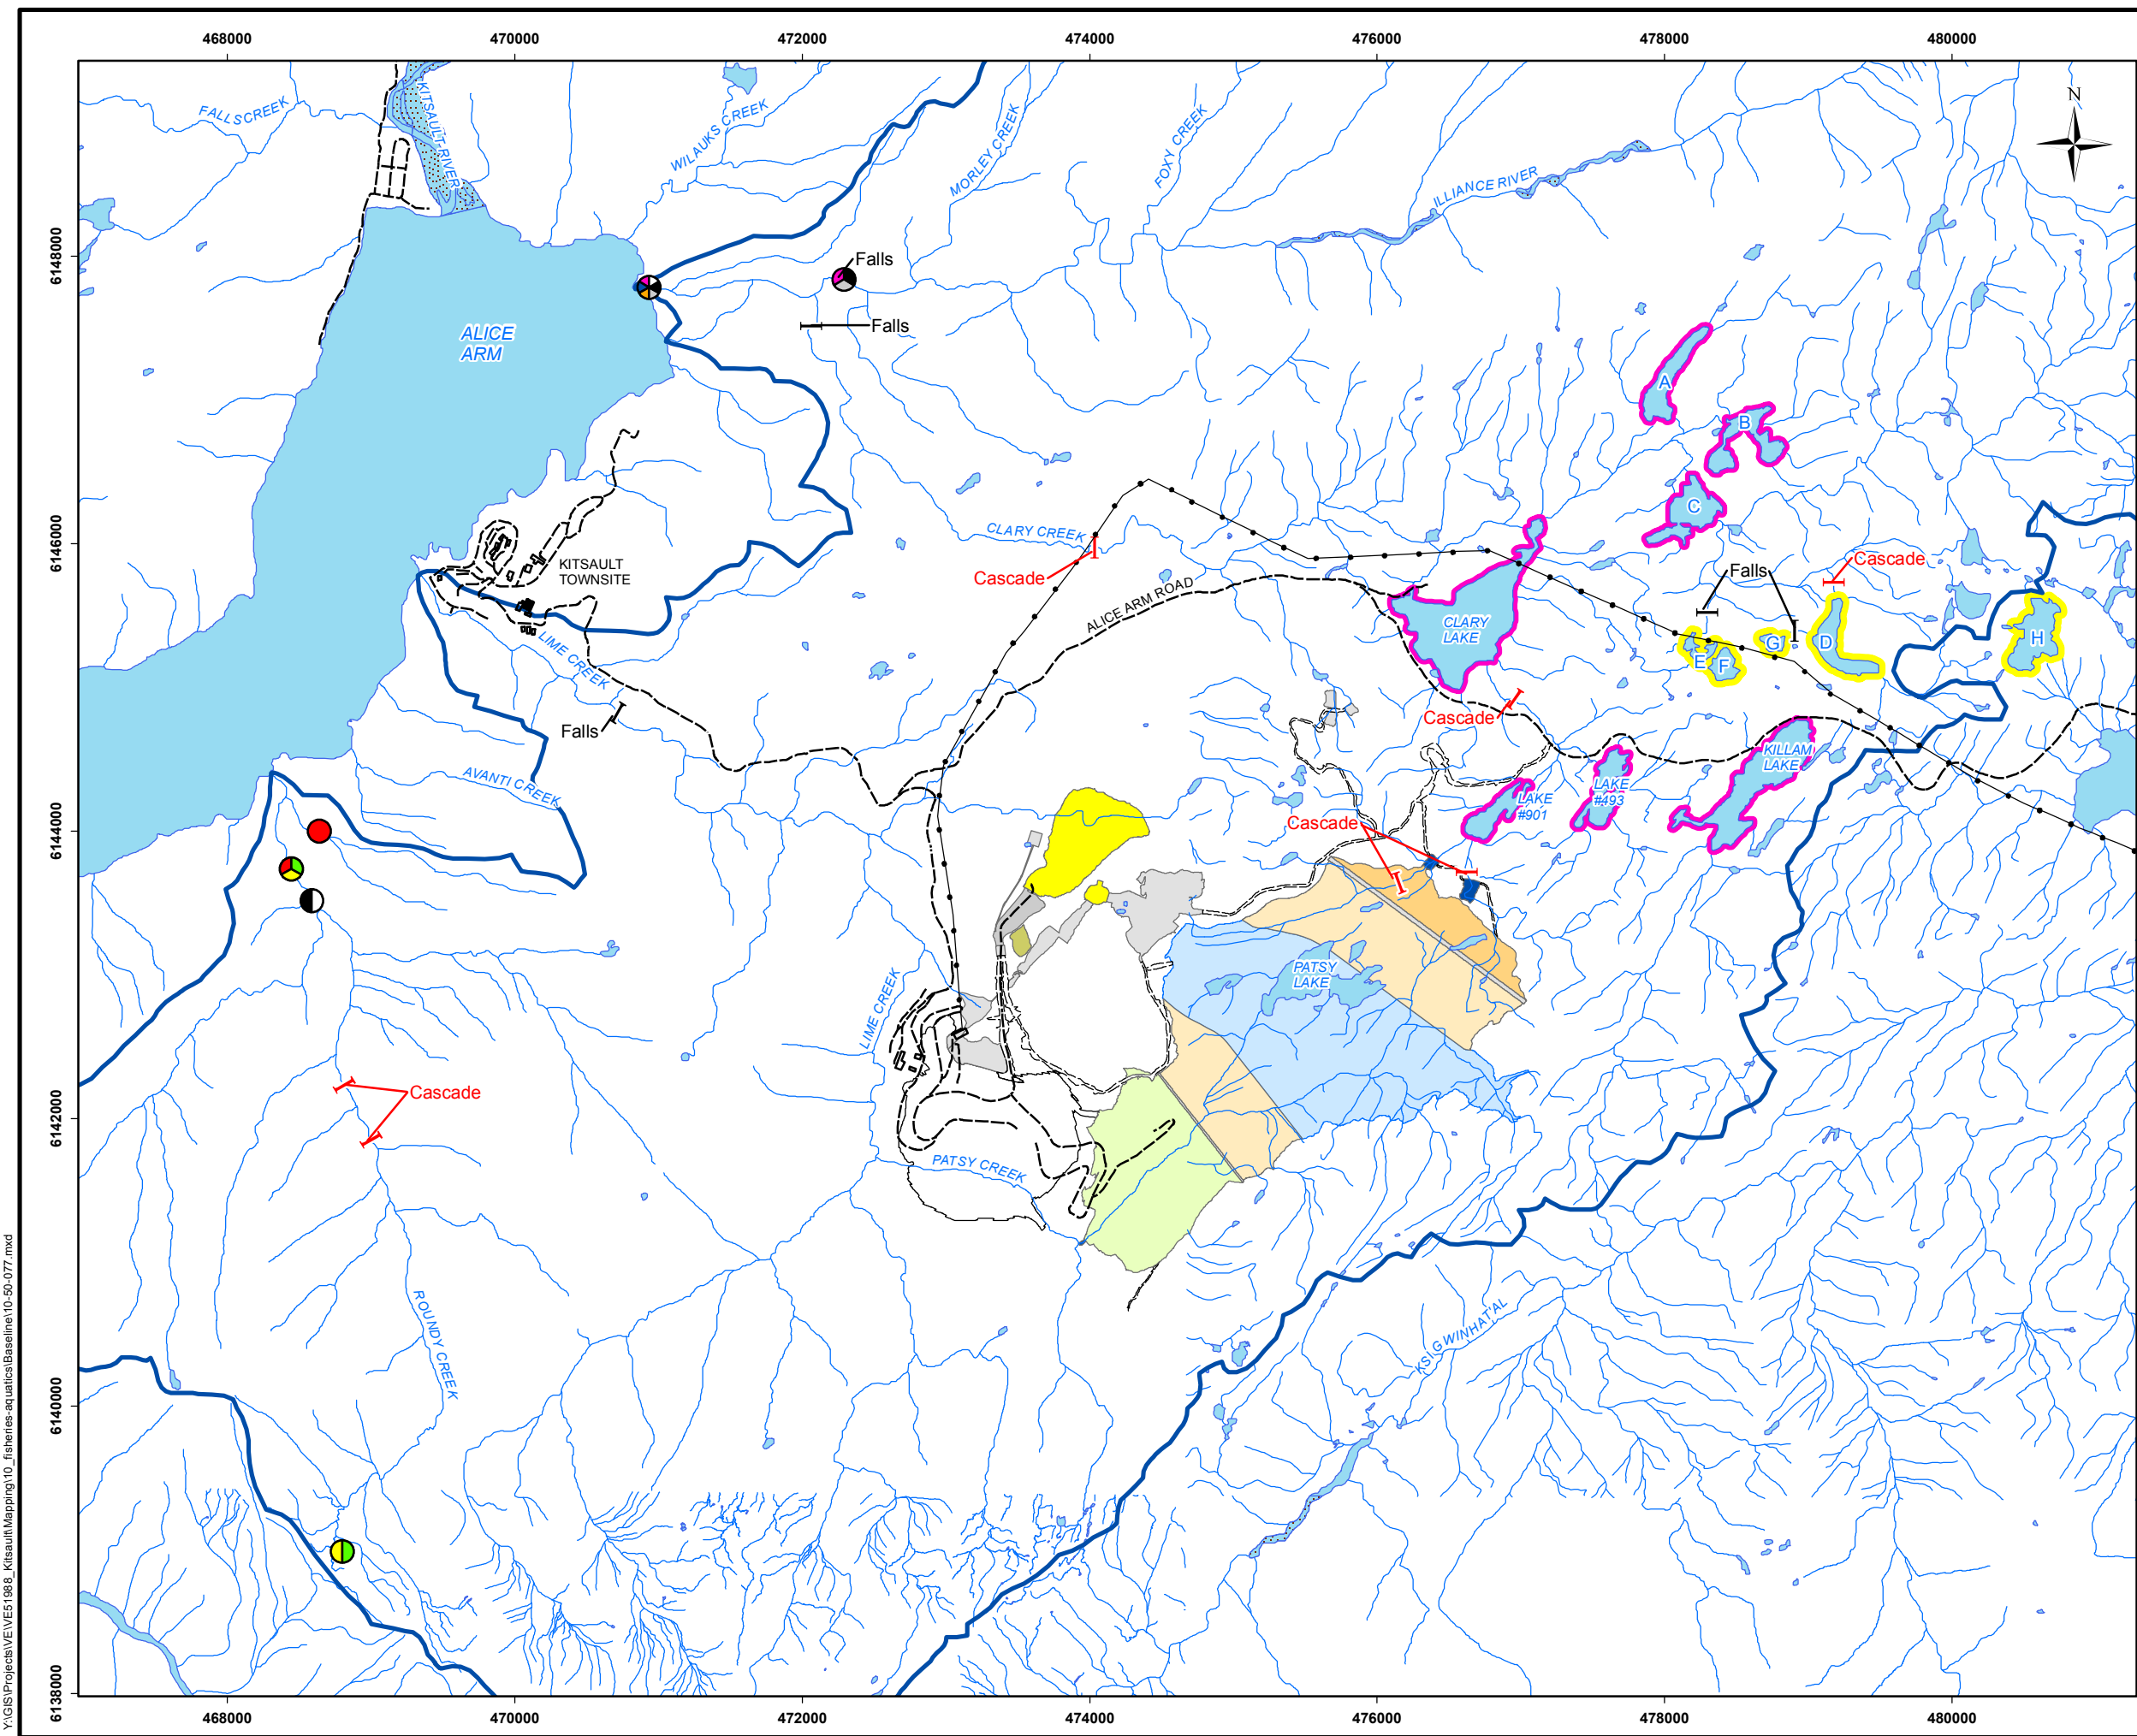 468000 470000 472000 474000 476000 478000 480000
N
FALLS CREEK
KITSAULT RIVER
WILAUKS CREEK
MORLEY CREEK
FOXY CREEK
ILLIANCE RIVER
6148000
Falls
Falls
ALICE
ARM
A
B
C
6146000
CLARY CREEK
Cascade
KITSAULT
TOWNSITE
ALICE ARM ROAD
CLARY
LAKE
Falls
Cascade
E
F
G
D
H
LIME CREEK
Falls
Cascade
KILLAM
LAKE
AVANTI CREEK
LAKE
#901
LAKE
#493
6144000
Cascade
PATSY
LAKE
LIME CREEK
Cascade
6142000
PATSY CREEK
ROUNDY CREEK
KSI GWINHAT'AL
6140000
6138000
468000 470000 472000 474000 476000 478000 480000
Y:\GIS\Projects\VE\VE51988_Kitsault\Mapping\10_fisheries-aquatics\Baseline\10-50-077.mxd